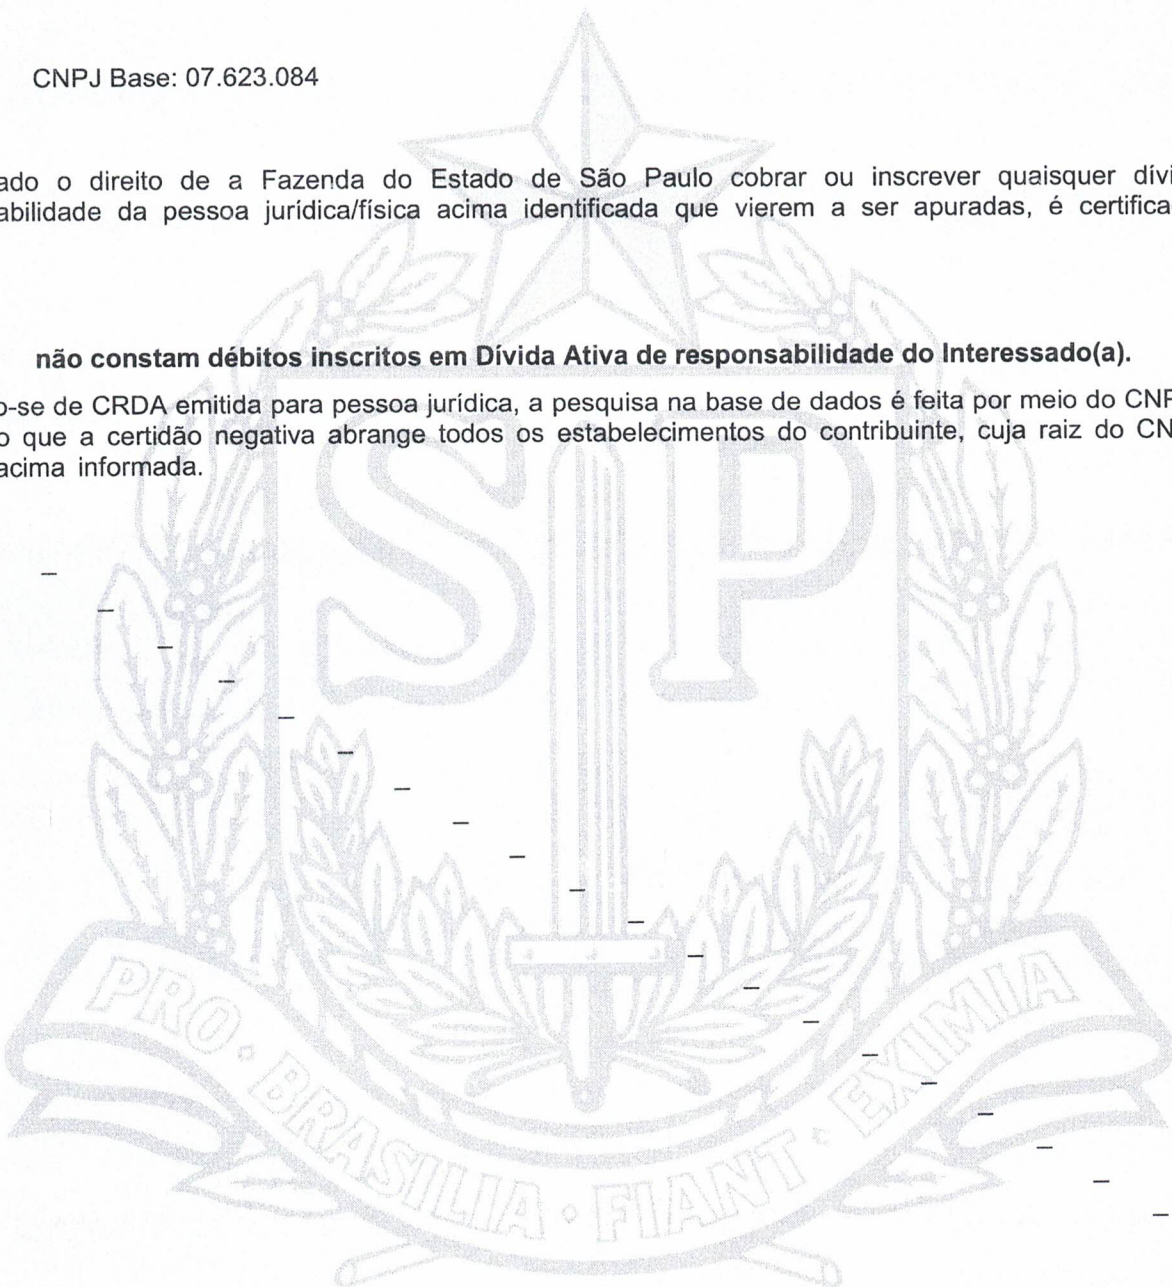 CNPJ Base: 07.623.084
ado o direito de a Fazenda do Estado de São Paulo cobrar ou inscrever quaisquer dívi
abilidade da pessoa jurídica/física acima identificada que vierem a ser apuradas, é certifica
não constam débitos inscritos em Dívida Ativa de responsabilidade do Interessado(a).
o-se de CRDA emitida para pessoa jurídica, a pesquisa na base de dados é feita por meio do CNP
o que a certidão negativa abrange todos os estabelecimentos do contribuinte, cuja raiz do CN
acima informada.
SP
PRO · BRASILIA · FIANT · EXIMIA